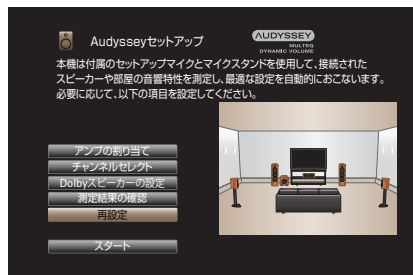 Audysseyセットアップ
AUDYSSEY
MULTEQ
DYNAMIC VOLUME
本機は付属のセットアップマイクとマイクスタンドを使用して、接続された
スピーカーや部屋の音響特性を測定し、最適な設定を自動的におこないます。
必要に応じて、以下の項目を設定してください。
アンプの割り当て
チャンネルセレクト
Dolbyスピーカーの設定
測定結果の確認
再設定
スタート